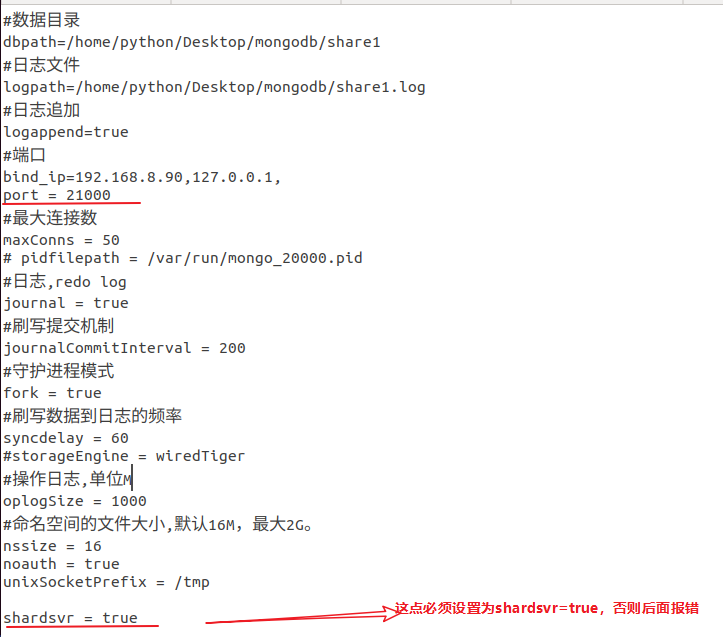 #数据目录
dbpath=/home/python/Desktop/mongodb/share1
#日志文件
logpath=/home/python/Desktop/mongodb/share1.log
#日志追加
logappend=true
#端口
bind_ip=192.168.8.90,127.0.0.1,
port = 21000
#最大连接数
maxConns = 50
# pidfilepath = /var/run/mongo_20000.pid
#日志,redo log
journal = true
#刷写提交机制
journalCommitInterval = 200
#守护进程模式
fork = true
#刷写数据到日志的频率
syncdelay = 60
#storageEngine = wiredTiger
#操作日志,单位M
oplogSize = 1000
#命名空间的文件大小,默认16M，最大2G。
nssize = 16
noauth = true
unixSocketPrefix = /tmp
这点必须设置为shardsvr=true，否则后面报错
shardsvr = true